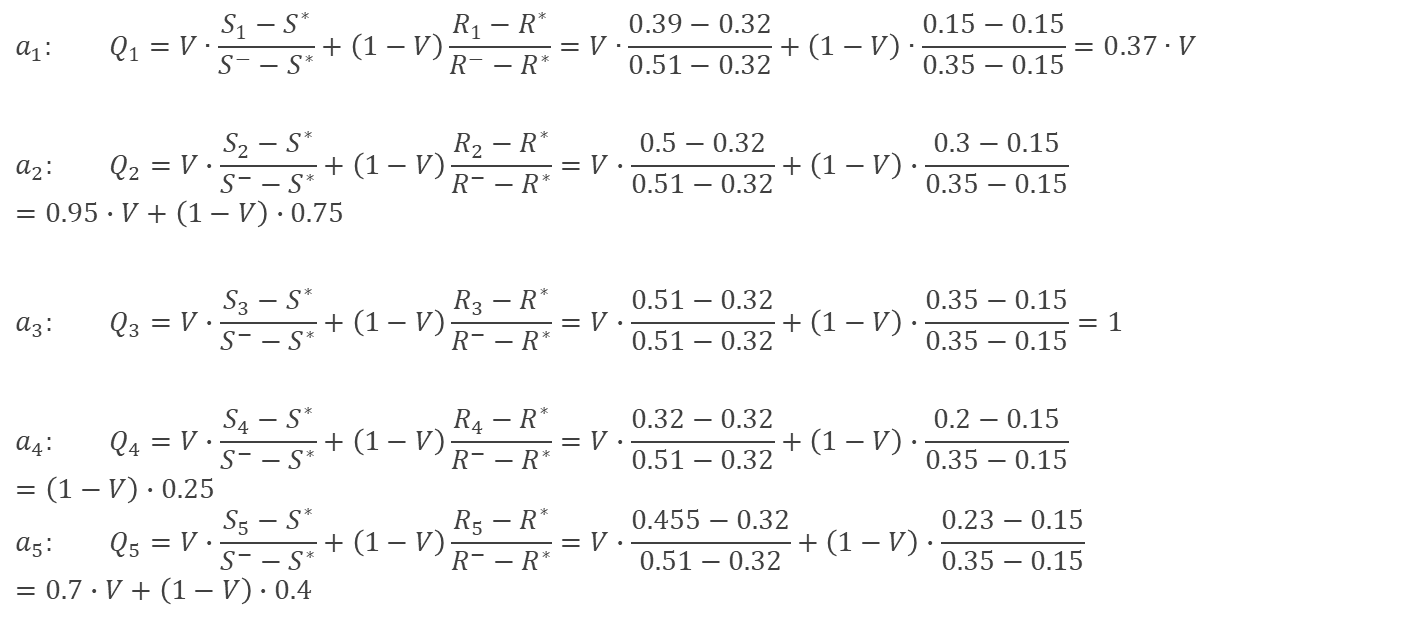 a₁: Q₁ = V · (S₁ − S*)/(S⁻ − S*) + (1 − V) (R₁ − R*)/(R⁻ − R*) = V · (0.39 − 0.32)/(0.51 − 0.32) + (1 − V) · (0.15 − 0.15)/(0.35 − 0.15) = 0.37 · V
a₂: Q₂ = V · (S₂ − S*)/(S⁻ − S*) + (1 − V) (R₂ − R*)/(R⁻ − R*) = V · (0.5 − 0.32)/(0.51 − 0.32) + (1 − V) · (0.3 − 0.15)/(0.35 − 0.15)
= 0.95 · V + (1 − V) · 0.75
a₃: Q₃ = V · (S₃ − S*)/(S⁻ − S*) + (1 − V) (R₃ − R*)/(R⁻ − R*) = V · (0.51 − 0.32)/(0.51 − 0.32) + (1 − V) · (0.35 − 0.15)/(0.35 − 0.15) = 1
a₄: Q₄ = V · (S₄ − S*)/(S⁻ − S*) + (1 − V) (R₄ − R*)/(R⁻ − R*) = V · (0.32 − 0.32)/(0.51 − 0.32) + (1 − V) · (0.2 − 0.15)/(0.35 − 0.15)
= (1 − V) · 0.25
a₅: Q₅ = V · (S₅ − S*)/(S⁻ − S*) + (1 − V) (R₅ − R*)/(R⁻ − R*) = V · (0.455 − 0.32)/(0.51 − 0.32) + (1 − V) · (0.23 − 0.15)/(0.35 − 0.15)
= 0.7 · V + (1 − V) · 0.4